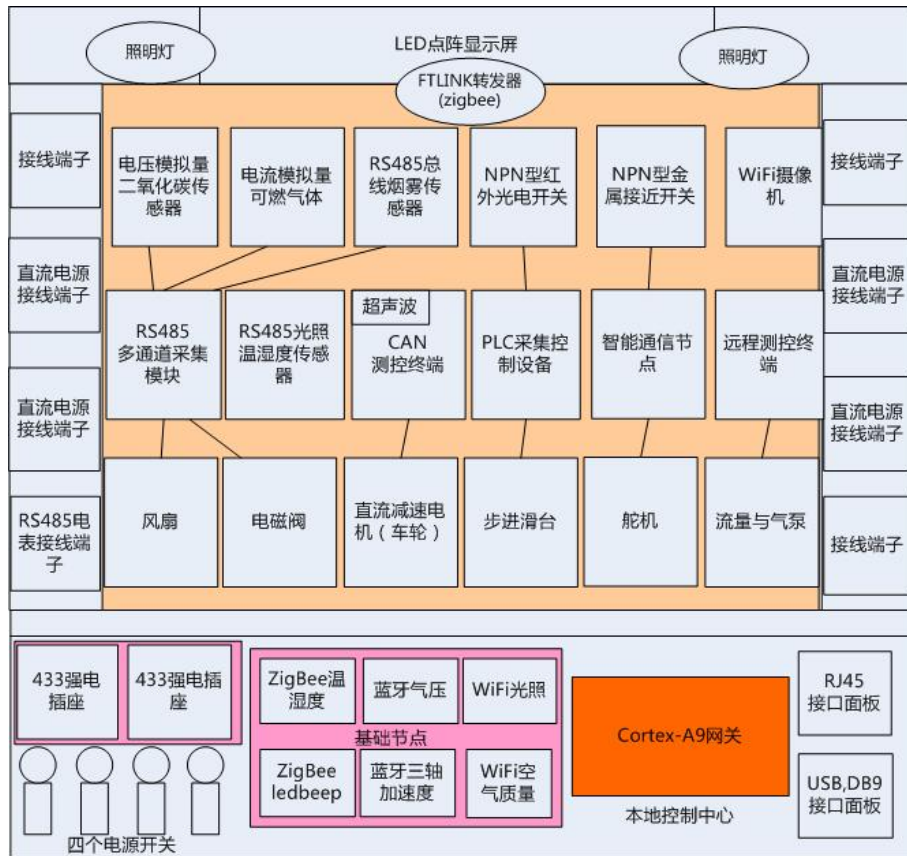 照明灯
LED点阵显示屏
照明灯
FTLINK转发器
(zigbee)
接线端子
电压模拟量
二氧化碳传
感器
电流模拟量
可燃气体
RS485总
线烟雾传
感器
NPN型红
外光电开关
NPN型金
属接近开关
WiFi摄像
机
接线端子
直流电源
接线端子
RS485
多通道采集
模块
RS485光照
温湿度传感
器
超声波
CAN
测控终端
PLC采集控
制设备
智能通信节
点
远程测控终
端
直流电源
接线端子
直流电源
接线端子
直流电源
接线端子
RS485电
表接线端
子
风扇
电磁阀
直流减速电
机（车轮）
步进滑台
舵机
流量与气泵
接线端子
433强电
插座
433强电插
座
ZigBee温
湿度
蓝牙气压
WiFi光照
基础节点
ZigBee
ledbeep
蓝牙三轴
加速度
WiFi空
气质量
Cortex-A9网关
本地控制中心
RJ45
接口面板
USB,DB9
接口面板
四个电源开关